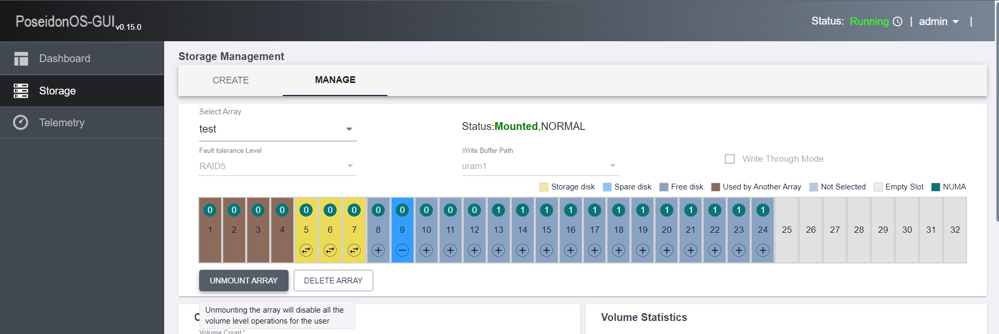 PoseidonOS-GUI v0.15.0
Status: Running | admin |
Dashboard
Storage
Telemetry
Storage Management
CREATE MANAGE
Select Array
test
Status:Mounted,NORMAL
Fault tolerance Level
RAID5
Write Buffer Path
uram1
Write Through Mode
Storage disk Spare disk Free disk Used by Another Array Not Selected Empty Slot NUMA
0 0 0 0 0 0 0 0 0 0 0 0 1 1 1 1 1 1 1 1 1 1 1 1
1 2 3 4 5 6 7 8 9 10 11 12 13 14 15 16 17 18 19 20 21 22 23 24 25 26 27 28 29 30 31 32
UNMOUNT ARRAY DELETE ARRAY
Unmounting the array will disable all the
volume level operations for the user
Volume Count *
Volume Statistics